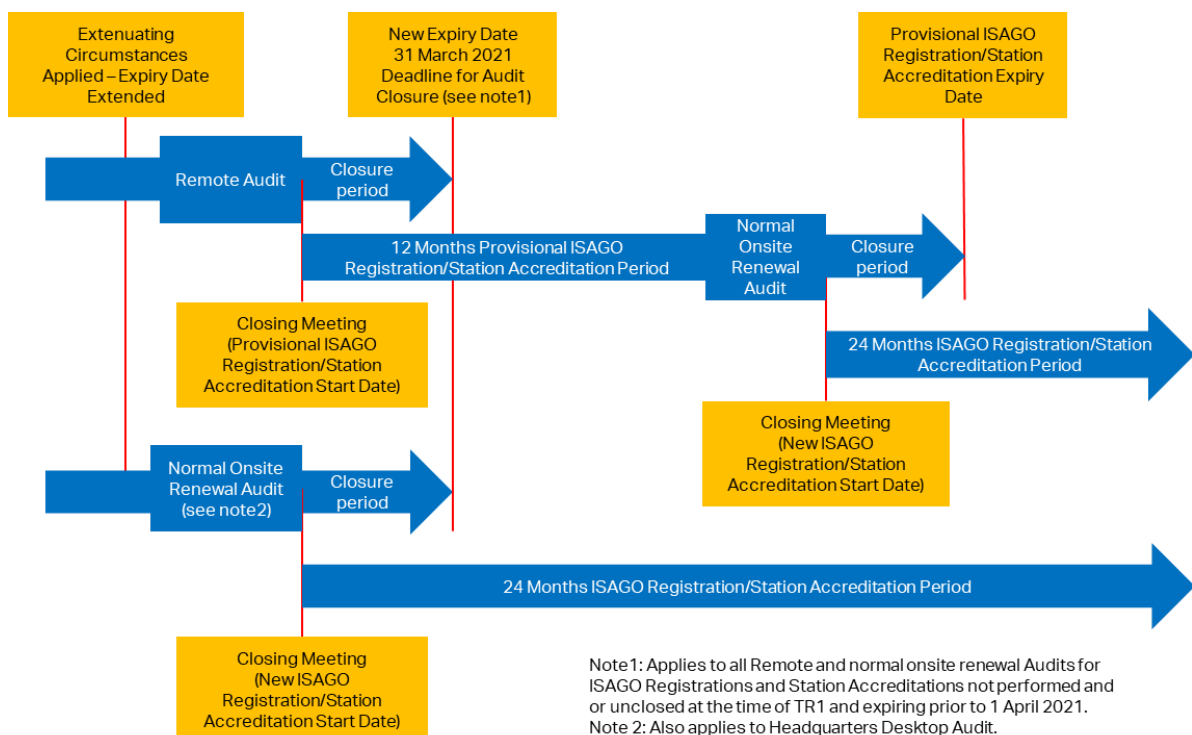 Extenuating
Circumstances
Applied – Expiry Date
Extended
New Expiry Date
31 March 2021
Deadline for Audit
Closure (see note1)
Provisional ISAGO
Registration/Station
Accreditation Expiry
Date
Remote Audit
Closure
period
12 Months Provisional ISAGO
Registration/Station Accreditation Period
Normal
Onsite
Renewal
Audit
Closure
period
Closing Meeting
(Provisional ISAGO
Registration/Station
Accreditation Start Date)
24 Months ISAGO Registration/Station
Accreditation Period
Closing Meeting
(New ISAGO
Registration/Station
Accreditation Start Date)
Normal Onsite
Renewal Audit
(see note2)
Closure
period
24 Months ISAGO Registration/Station Accreditation Period
Closing Meeting
(New ISAGO
Registration/Station
Accreditation Start Date)
Note1: Applies to all Remote and normal onsite renewal Audits for
ISAGO Registrations and Station Accreditations not performed and
or unclosed at the time of TR1 and expiring prior to 1 April 2021.
Note 2: Also applies to Headquarters Desktop Audit.